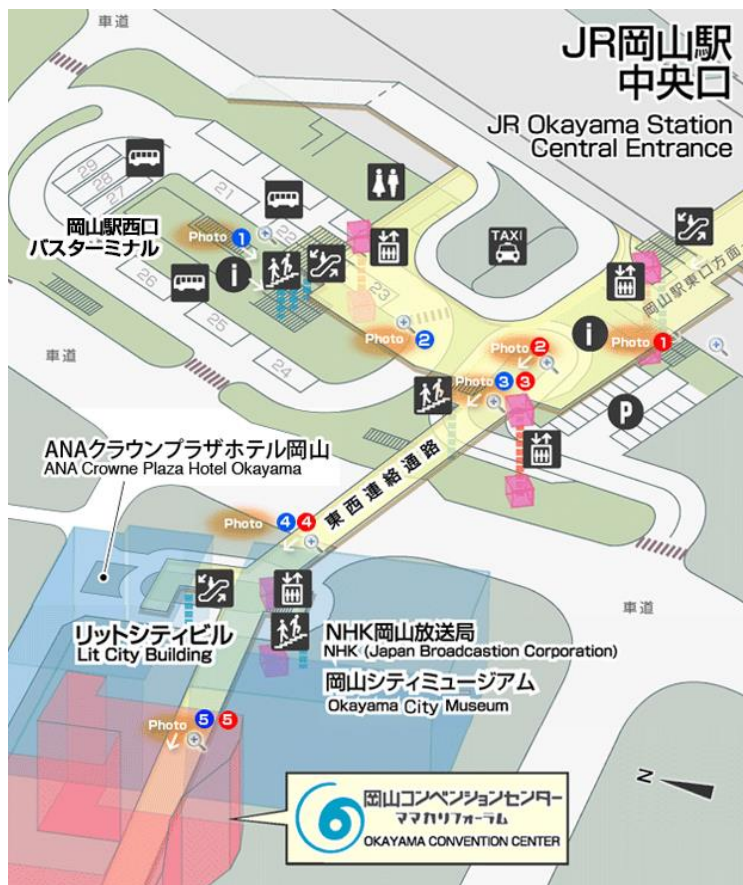 車道
JR岡山駅
中央口
JR Okayama Station
Central Entrance
29
28
27
21
22
岡山駅西口
バスターミナル
Photo 1
i
TAXI
岡山駅東口方面
26
25
24
23
Photo 2
i
Photo 1
Photo 2
Photo 3 3
車道
P
ANAクラウンプラザホテル岡山
ANA Crowne Plaza Hotel Okayama
東西連絡通路
Photo 4 4
車道
リットシティビル
Lit City Building
NHK岡山放送局
NHK (Japan Broadcastion Corporation)
岡山シティミュージアム
Okayama City Museum
Photo 5 5
N
岡山コンベンションセンター
ママカリフォーラム
OKAYAMA CONVENTION CENTER